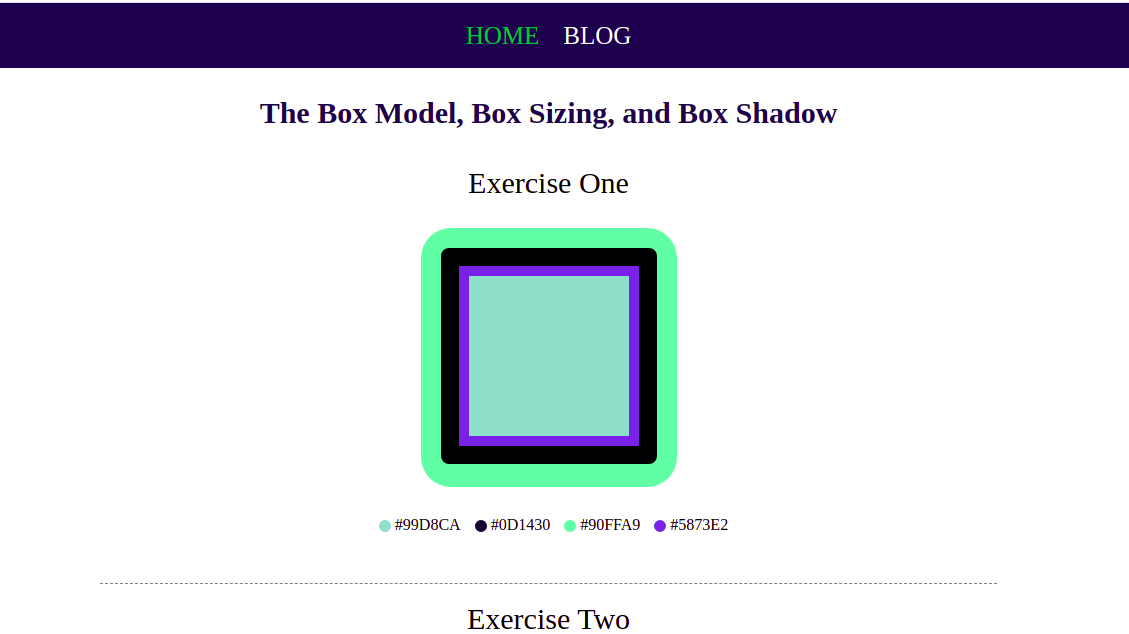 HOME BLOG
The Box Model, Box Sizing, and Box Shadow
Exercise One
#99D8CA #0D1430 #90FFA9 #5873E2
Exercise Two